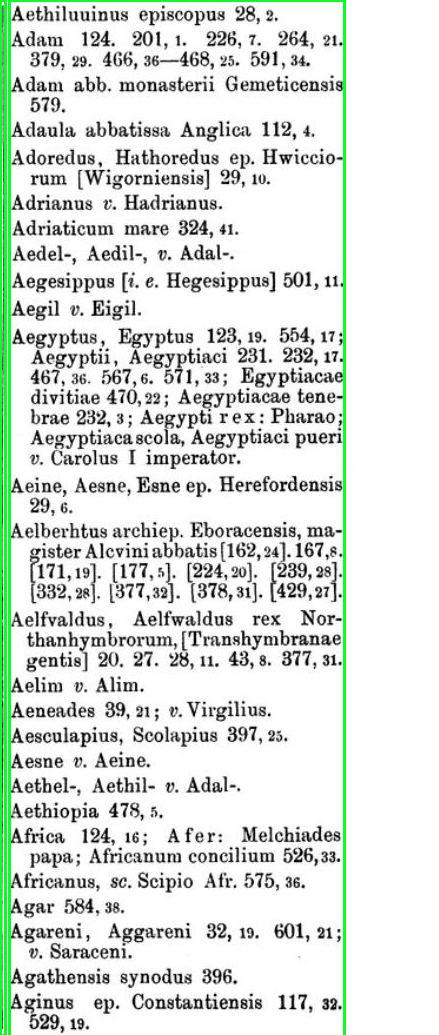 Aethiluuinus episcopus 28, 2.
Adam 124. 201, 1. 226, 7. 264, 21.
379, 29. 466, 36—468, 25. 591, 34.
Adam abb. monasterii Gemeticensis
579.
Adaula abbatissa Anglica 112, 4.
Adoredus, Hathoredus ep. Hwiccio-
rum [Wigorniensis] 29, 10.
Adrianus v. Hadrianus.
Adriaticum mare 324, 41.
Aedel-, Aedil-, v. Adal-.
Aegesippus [i. e. Hegesippus] 501, 11.
Aegil v. Eigil.
Aegyptus, Egyptus 123, 19. 554, 17;
Aegyptii, Aegyptiaci 231. 232, 17.
467, 36. 567, 6. 571, 33; Egyptiacae
divitiae 470, 22; Aegyptiacae tene-
brae 232, 3; Aegypti rex: Pharao;
Aegyptiaca scola, Aegyptiaci pueri
v. Carolus I imperator.
Aeine, Aesne, Esne ep. Herefordensis
29, 6.
Aelberhtus archiep. Eboracensis, ma-
gister Alcvini abbatis [162, 24]. 167, 8.
[171, 19]. [177, 5]. [224, 20]. [239, 28].
[332, 28]. [377, 32]. [378, 31]. [429, 27].
Aelfvaldus, Aelfwaldus rex Nor-
thanhymbrorum, [Transhymbranae
gentis] 20. 27. 28, 11. 43, 8. 377, 31.
Aelim v. Alim.
Aeneades 39, 21; v. Virgilius.
Aesculapius, Scolapius 397, 25.
Aesne v. Aeine.
Aethel-, Aethil- v. Adal-.
Aethiopia 478, 5.
Africa 124, 16; Afer: Melchiades
papa; Africanum concilium 526, 33.
Africanus, sc. Scipio Afr. 575, 36.
Agar 584, 38.
Agareni, Aggareni 32, 19. 601, 21;
v. Saraceni.
Agathensis synodus 396.
Aginus ep. Constantiensis 117, 32.
529, 19.